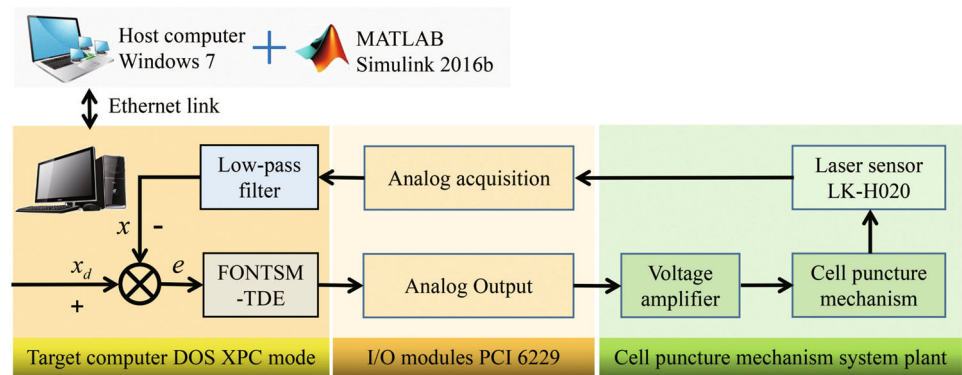 Host computer
Windows 7
+
MATLAB
Simulink 2016b
Ethernet link
Low-pass
filter
Analog acquisition
Laser sensor
LK-H020
x
-
x_d
+
e
FONTSM
-TDE
Analog Output
Voltage
amplifier
Cell puncture
mechanism
Target computer DOS XPC mode
I/O modules PCI 6229
Cell puncture mechanism system plant